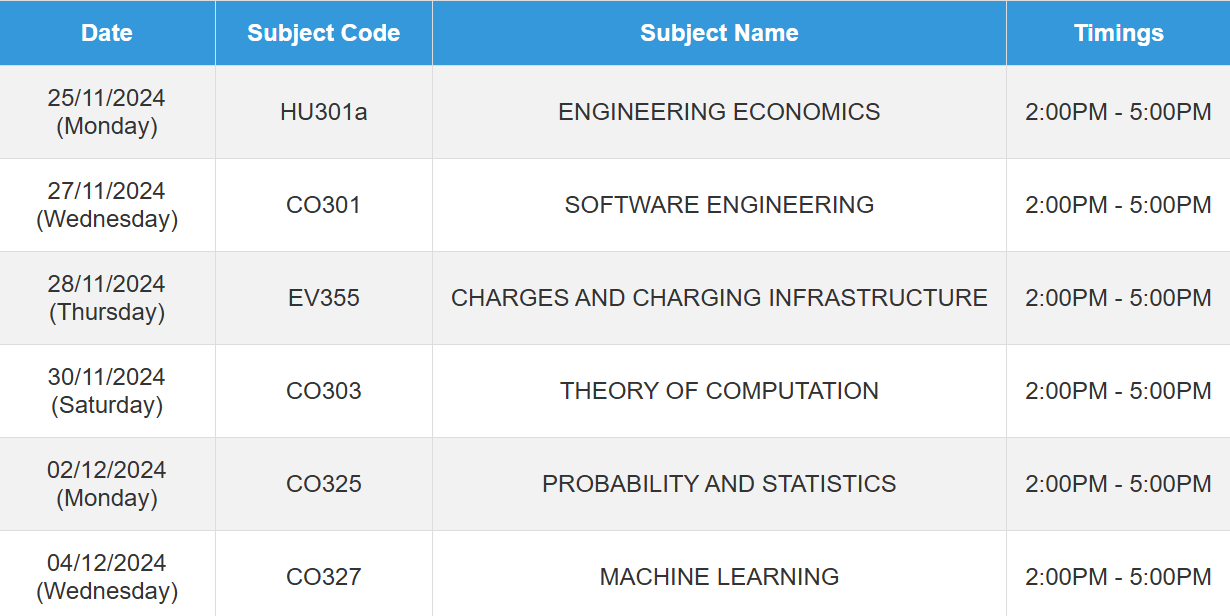 Date Subject Code Subject Name Timings
25/11/2024
(Monday) HU301a ENGINEERING ECONOMICS 2:00PM - 5:00PM
27/11/2024
(Wednesday) CO301 SOFTWARE ENGINEERING 2:00PM - 5:00PM
28/11/2024
(Thursday) EV355 CHARGES AND CHARGING INFRASTRUCTURE 2:00PM - 5:00PM
30/11/2024
(Saturday) CO303 THEORY OF COMPUTATION 2:00PM - 5:00PM
02/12/2024
(Monday) CO325 PROBABILITY AND STATISTICS 2:00PM - 5:00PM
04/12/2024
(Wednesday) CO327 MACHINE LEARNING 2:00PM - 5:00PM